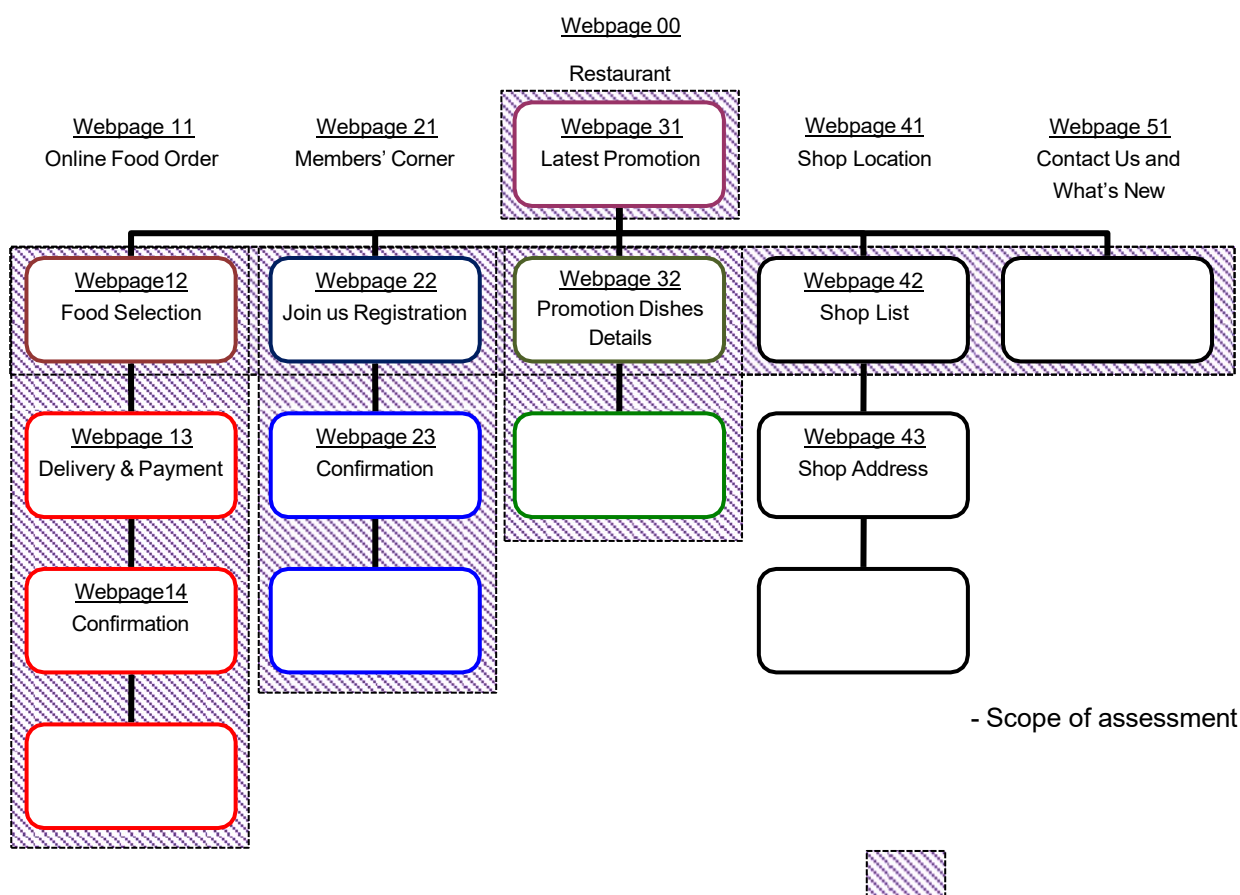 Webpage 00
Restaurant
Webpage 11
Online Food Order
Webpage 21
Members’ Corner
Webpage 31
Latest Promotion
Webpage 41
Shop Location
Webpage 51
Contact Us and
What’s New
Webpage12
Food Selection
Webpage 22
Join us Registration
Webpage 32
Promotion Dishes
Details
Webpage 42
Shop List
Webpage 13
Delivery & Payment
Webpage 23
Confirmation
Webpage 43
Shop Address
Webpage14
Confirmation
- Scope of assessment